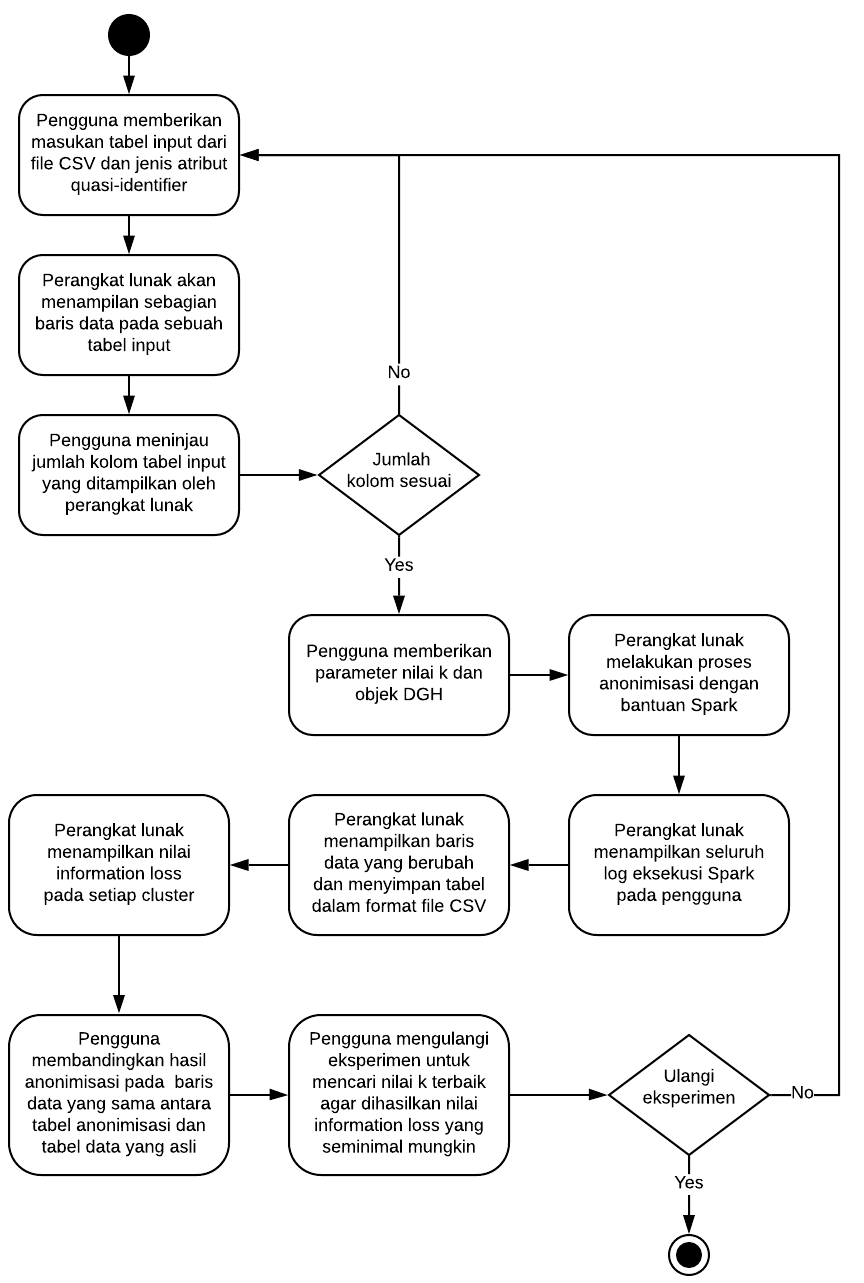 Pengguna memberikan
masukan tabel input dari
file CSV dan jenis atribut
quasi-identifier
Perangkat lunak akan
menampilan sebagian
baris data pada sebuah
tabel input
Pengguna meninjau
jumlah kolom tabel input
yang ditampilkan oleh
perangkat lunak
No
Jumlah
kolom sesuai
Yes
Pengguna memberikan
parameter nilai k dan
objek DGH
Perangkat lunak
melakukan proses
anonimisasi dengan
bantuan Spark
Perangkat lunak
menampilkan seluruh
log eksekusi Spark
pada pengguna
Perangkat lunak
menampilkan baris
data yang berubah
dan menyimpan tabel
dalam format file CSV
Perangkat lunak
menampilkan nilai
information loss
pada setiap cluster
Pengguna
membandingkan hasil
anonimisasi pada  baris
data yang sama antara
tabel anonimisasi dan
tabel data yang asli
Pengguna mengulangi
eksperimen untuk
mencari nilai k terbaik
agar dihasilkan nilai
information loss yang
seminimal mungkin
Ulangi
eksperimen
No
Yes